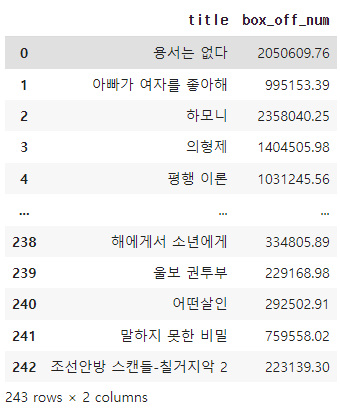 title box_off_num
0 용서는 없다 2050609.76
1 아빠가 여자를 좋아해 995153.39
2 하모니 2358040.25
3 의형제 1404505.98
4 평행 이론 1031245.56
... ... ...
238 해에게서 소년에게 334805.89
239 울보 권투부 229168.98
240 어떤살인 292502.91
241 말하지 못한 비밀 759558.02
242 조선안방 스캔들-칠거지악 2 223139.30
243 rows × 2 columns